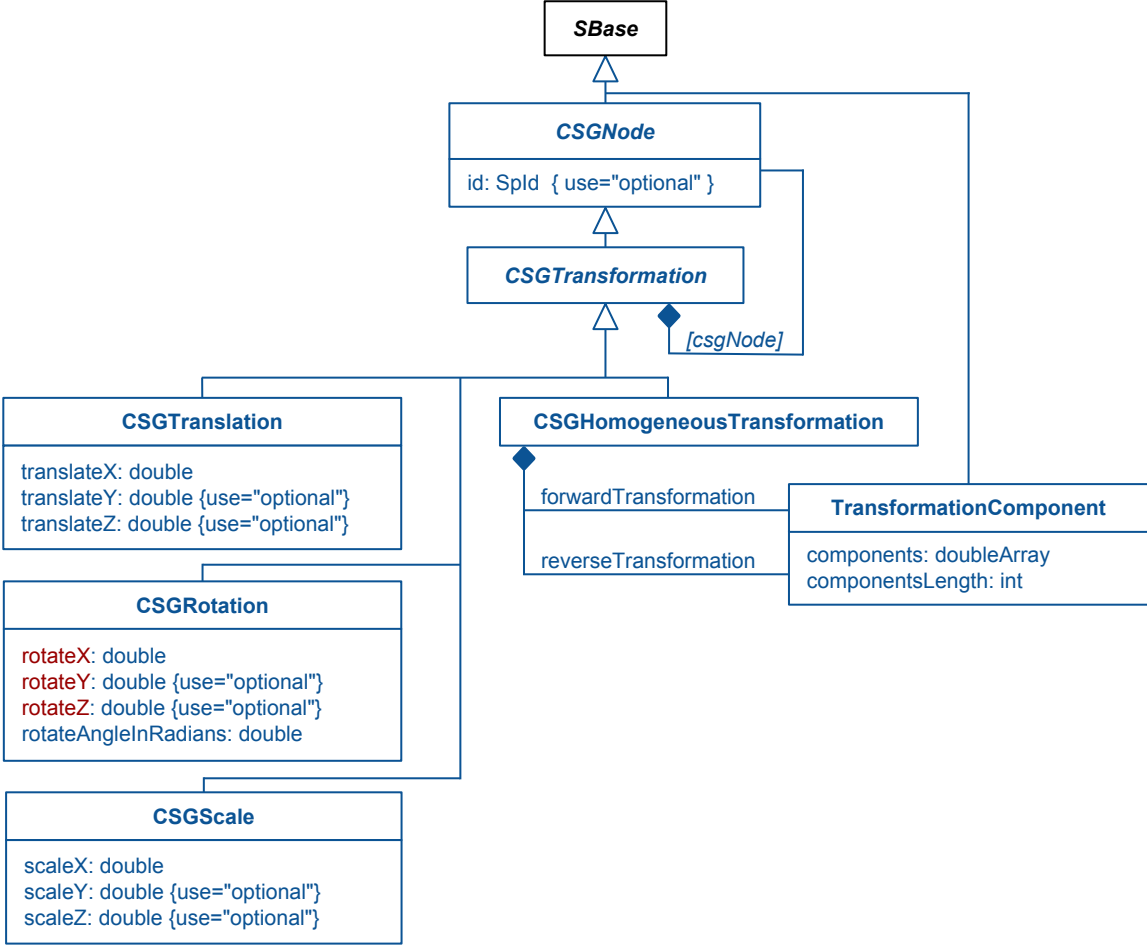 SBase
CSGNode
id: SpId { use="optional" }
CSGTransformation
[csgNode]
CSGTranslation
translateX: double
translateY: double {use="optional"}
translateZ: double {use="optional"}
CSGHomogeneousTransformation
forwardTransformation
reverseTransformation
TransformationComponent
components: doubleArray
componentsLength: int
CSGRotation
rotateX: double
rotateY: double {use="optional"}
rotateZ: double {use="optional"}
rotateAngleInRadians: double
CSGScale
scaleX: double
scaleY: double {use="optional"}
scaleZ: double {use="optional"}